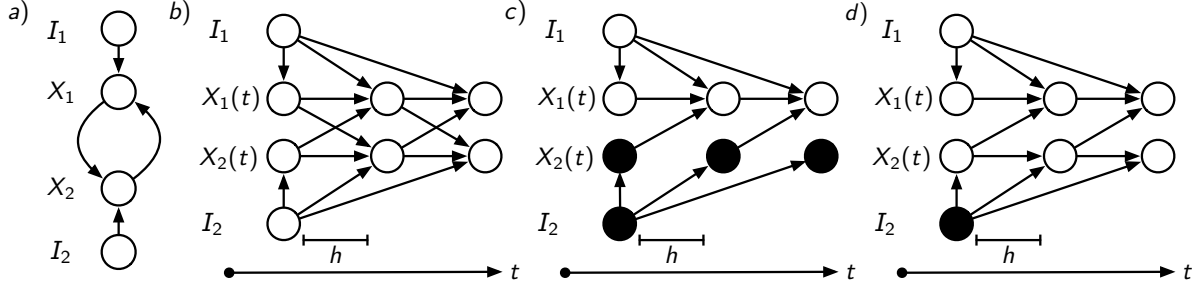 a)
I₁
X₁
X₂
I₂
b)
I₁
X₁(t)
X₂(t)
I₂
h
t
c)
I₁
X₁(t)
X₂(t)
I₂
h
t
d)
I₁
X₁(t)
X₂(t)
I₂
h
t